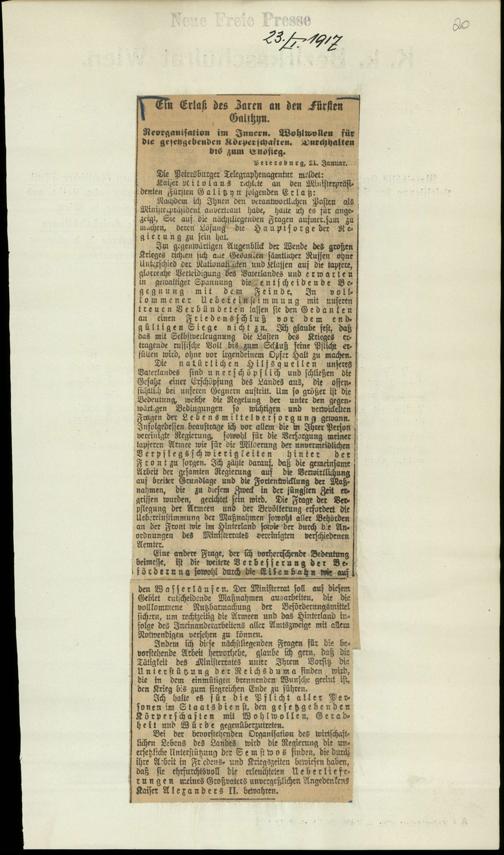 Neue Freie Presse
20
23./I. 1917
K. k. Bezirksschulrat Wien.
Ein Erlaß des Zaren an den Fürsten
Galitzyn.
Reorganisation im Innern. Wohlwollen für
die gesetzgebenden Körperschaften. Durchhalten
bis zum Endsieg.
Petersburg, 21. Januar.
Die Petersburger Telegraphenagentur meldet:
Kaiser Nikolaus richtete an den Ministerpräsi-
denten Fürsten Galitzyn folgenden Erlaß:
Nachdem ich Ihnen den verantwortlichen Posten als
Ministerpräsident anvertraut habe, halte ich es für ange-
zeigt, Sie auf die nächstliegenden Fragen aufmerksam zu
machen, deren Lösung die Hauptsorge der Re-
gierung zu sein hat.
Im gegenwärtigen Augenblick der Wende des großen
Krieges richten sich alle Gedanken sämtlicher Russen ohne
Unterschied der Nationalitäten und Klassen auf die tapfere,
glorreiche Verteidigung des Vaterlandes und erwarten
in gewaltiger Spannung die entscheidende Be-
gegnung mit dem Feinde. In voll-
kommener Uebereinstimmung mit unseren
treuen Verbündeten lassen sie den Gedanken
an einen Friedensschluß vor dem end-
gültigen Siege nicht zu. Ich glaube fest, daß
das mit Selbstverleugnung die Lasten des Krieges er-
tragende russische Volk bis zum Schluß seine Pflicht er-
füllen wird, ohne vor irgendeinem Opfer Halt zu machen.
Die natürlichen Hilfsquellen unseres
Vaterlandes sind unerschöpflich und schließen die
Gefahr einer Erschöpfung des Landes aus, die offen-
sichtlich bei unseren Gegnern auftritt. Um so größer ist die
Bedeutung, welche die Regelung der unter den gegen-
wärtigen Bedingungen so wichtigen und verwickelten
Fragen der Lebensmittelversorgung gewann.
Infolgedessen beauftrage ich vor allem die in Ihrer Person
vereinigte Regierung, sowohl für die Versorgung meiner
tapferen Armee wie für die Milderung der unvermeidlichen
Verpflegsschwierigkeiten hinter der
Front zu sorgen. Ich zähle darauf, daß die gemeinsame
Arbeit der gesamten Regierung auf die Verwirklichung
auf breiter Grundlage und die Fortentwicklung der Maß-
nahmen, die zu diesem Zweck in der jüngsten Zeit er-
griffen wurden, gerichtet sein wird. Die Frage der Ver-
pflegung der Armeen und der Bevölkerung erfordert die
Uebereinstimmung der Maßnahmen sowohl aller Behörden
an der Front wie im Hinterland sowie der durch die An-
ordnungen des Ministerrates vereinigten verschiedenen
Aemter.
Eine andere Frage, der ich vorherrschende Bedeutung
beimesse, ist die weitere Verbesserung der Be-
förderung sowohl durch die Eisenbahn wie auf
den Wasserläufen. Der Ministerrat soll auf diesem
Gebiet entscheidende Maßnahmen ausarbeiten, die die
vollkommene Nutzbarmachung der Beförderungsmittel
sichern, um rechtzeitig die Armeen und das Hinterland in-
folge des Ineinanderarbeitens aller Amtszweige mit allem
Notwendigen versehen zu können.
Indem ich diese nächstliegenden Fragen für die be-
vorstehende Arbeit hervorhebe, glaube ich gern, daß die
Tätigkeit des Ministerrates unter Ihrem Vorsitz die
Unterstützung der Reichsduma finden wird,
die in dem einmütigen brennenden Wunsche geeint ist,
den Krieg bis zum siegreichen Ende zu führen.
Ich halte es für die Pflicht aller Per-
sonen im Staatsdienst, den gesetzgebenden
Körperschaften mit Wohlwollen, Gerad-
heit und Würde gegenüberzutreten.
Bei der bevorstehenden Organisation des wirtschaft-
lichen Lebens des Landes wird die Regierung die un-
ersetzliche Unterstützung der Semstwos finden, die durch
ihre Arbeit in Friedens- und Kriegszeiten bewiesen haben,
daß sie ehrfurchtsvoll die erleuchteten Ueberliefe-
rungen meines Großvaters unvergeßlichen Angedenkens
Kaiser Alexanders II. bewahren.